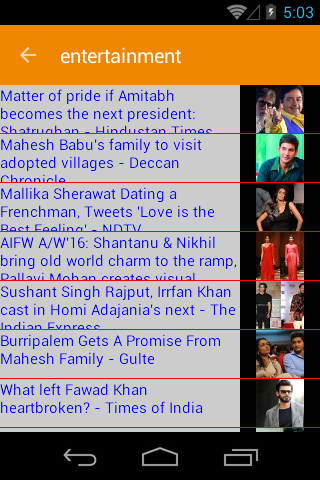 5:03
entertainment
Matter of pride if Amitabh
becomes the next president:
Shatrughan - Hindustan Times
Mahesh Babu's family to visit
adopted villages - Deccan
Chronicle
Mallika Sherawat Dating a
Frenchman, Tweets 'Love is the
Best Feeling' - NDTV
AIFW A/W'16: Shantanu & Nikhil
bring old world charm to the ramp,
Pallavi Mohan creates visual
Sushant Singh Rajput, Irrfan Khan
cast in Homi Adajania's next - The
Indian Express
Burripalem Gets A Promise From
Mahesh Family - Gulte
What left Fawad Khan
heartbroken? - Times of India